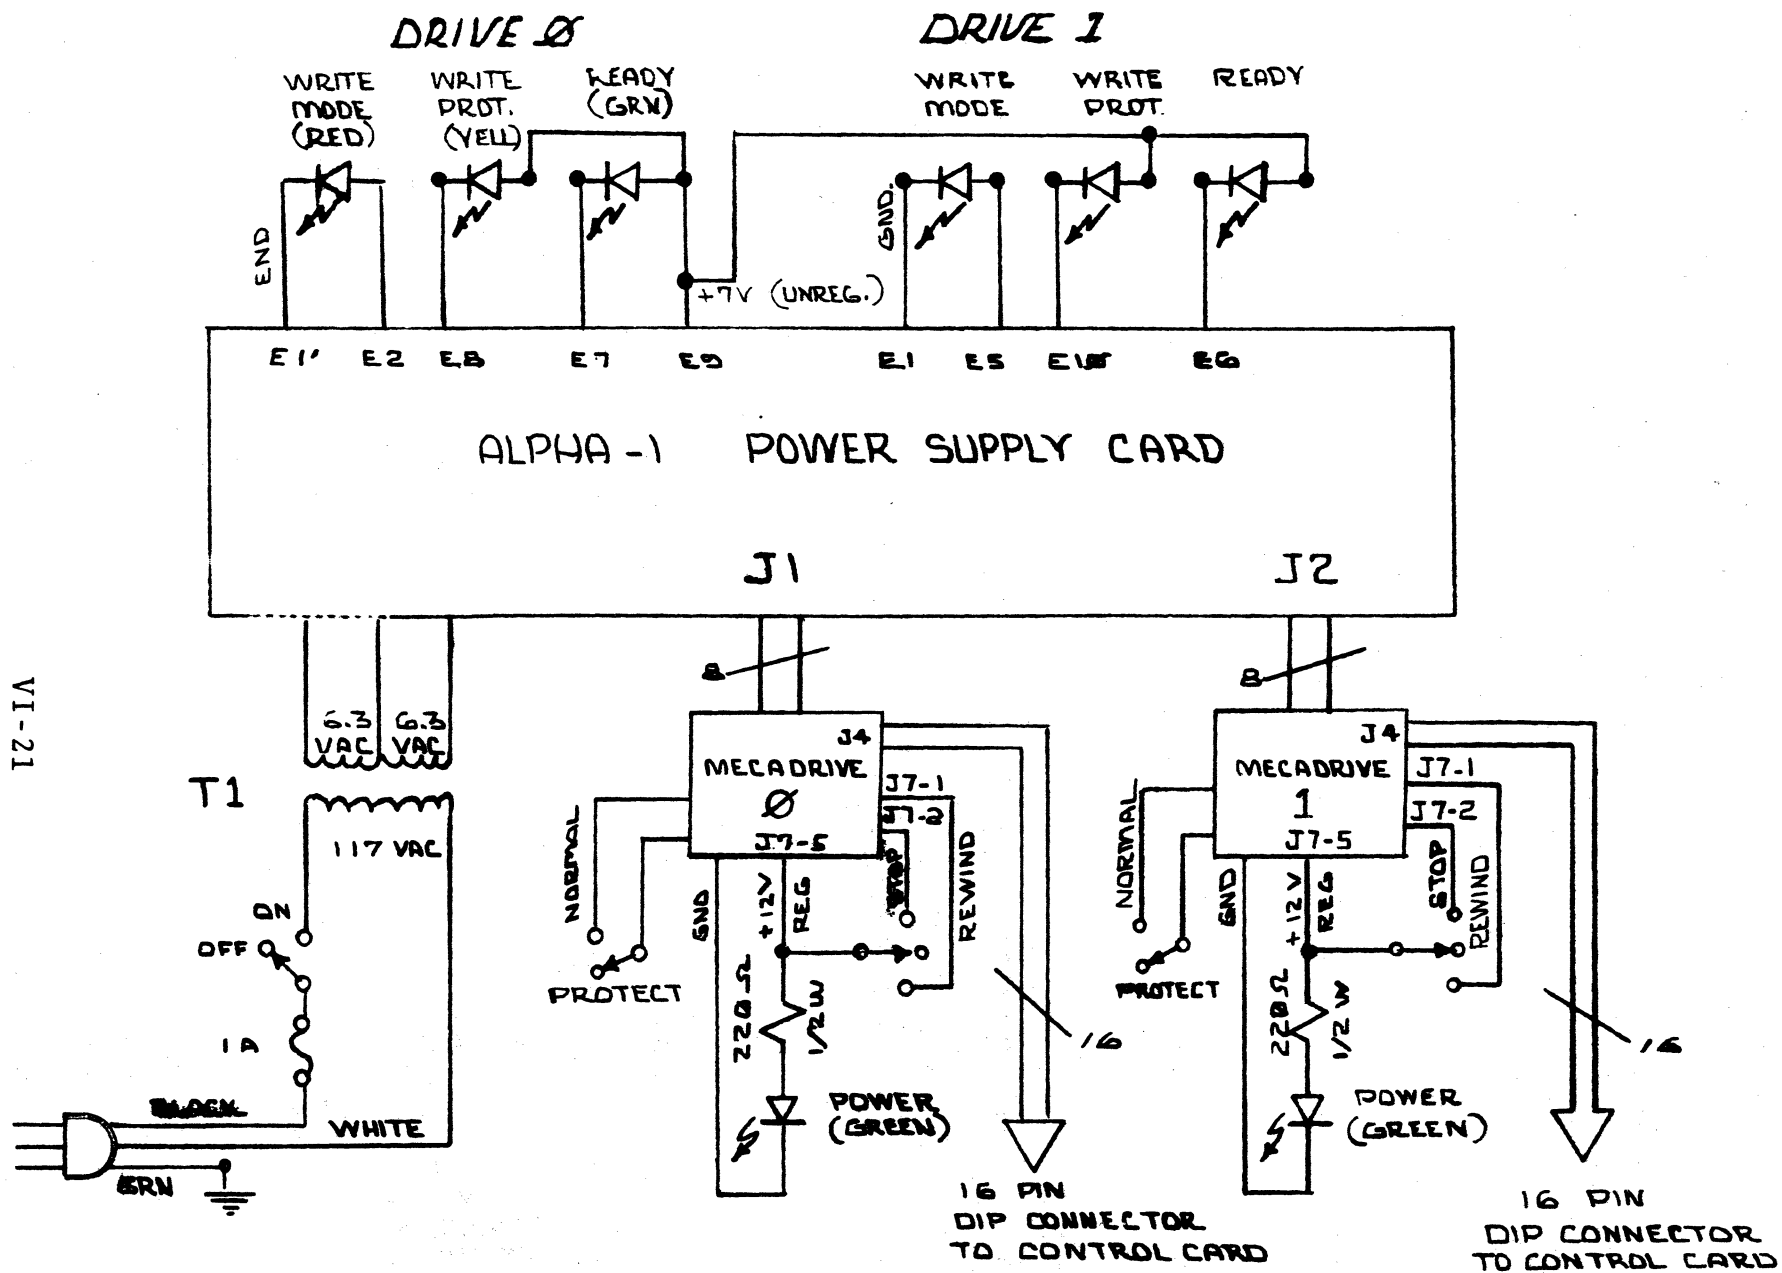 DRIVE Ø
DRIVE 1
WRITE
MODE
(RED)
WRITE
PROT.
(YELL)
READY
(GRN)
WRITE
MODE
WRITE
PROT.
READY
END
GND.
+7V (UNREG.)
E1'
E2
E8
E7
E9
E1
E5
E10
E6
ALPHA-1 POWER SUPPLY CARD
J1
J2
8
8
6.3
VAC
6.3
VAC
T1
117 VAC
ON
OFF
1A
BLACK
WHITE
GRN
J4
MECADRIVE
Ø
J7-5
J7-1
J7-2
NORMAL
PROTECT
GND
+12V
REG
STOP
REWIND
220Ω
1/2W
POWER
(GREEN)
16
16 PIN
DIP CONNECTOR
TO CONTROL CARD
J4
MECADRIVE
1
J7-5
J7-1
J7-2
NORMAL
PROTECT
GND
+12V
REG
STOP
REWIND
220Ω
1/2W
POWER
(GREEN)
16
16 PIN
DIP CONNECTOR
TO CONTROL CARD
VI-21